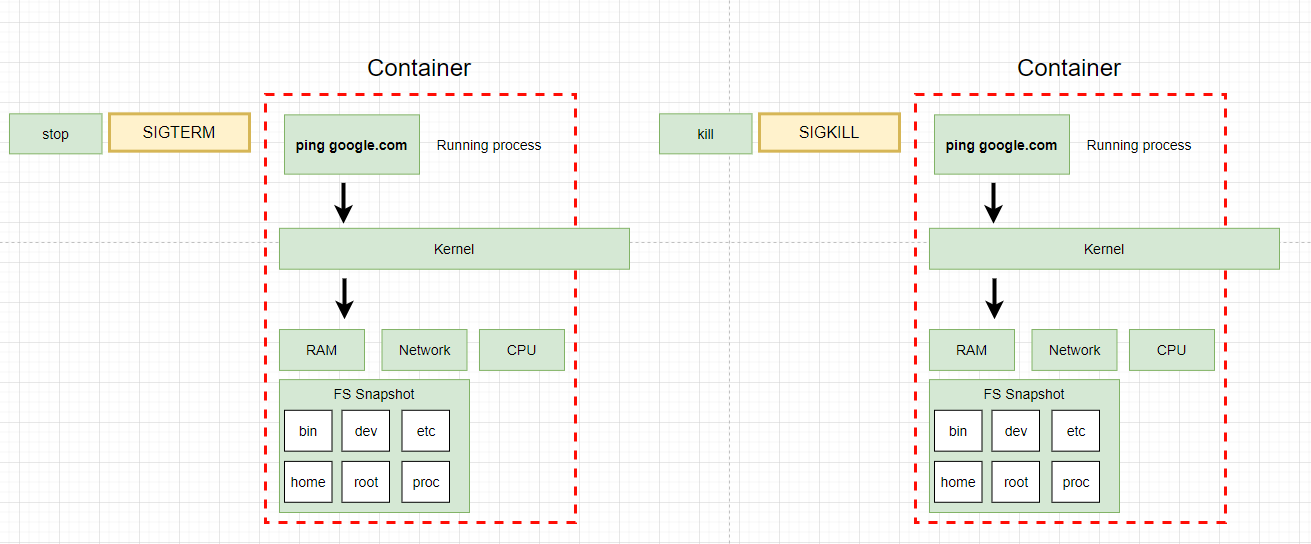 Container
stop
SIGTERM
ping google.com
Running process
Kernel
RAM
Network
CPU
FS Snapshot
bin
dev
etc
home
root
proc
Container
kill
SIGKILL
ping google.com
Running process
Kernel
RAM
Network
CPU
FS Snapshot
bin
dev
etc
home
root
proc